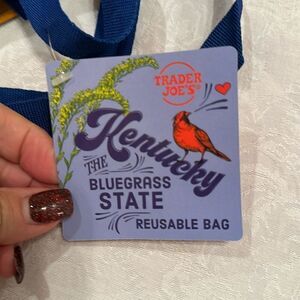 TRADER
JOE'S
Kentucky
THE
BLUEGRASS
STATE
REUSABLE BAG